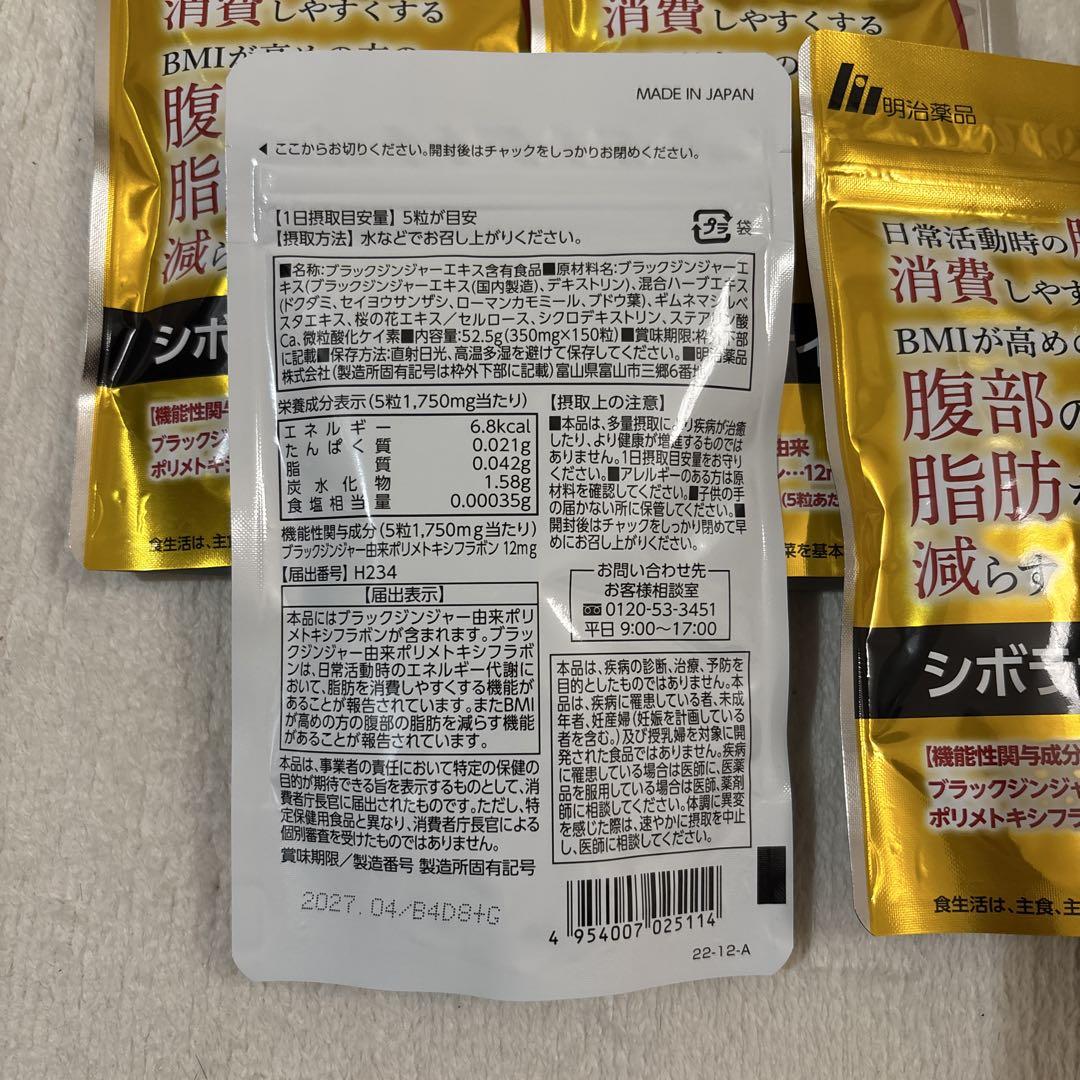 消費しやすくする
BMIが高めの方の
腹
脂
減ら
シボ
【機能性関与
ブラックジン
ポリメトキシ
食生活は、主
消費しやすくする
MADE IN JAPAN
◀ ここからお切りください。開封後はチャックをしっかりお閉めください。
【1日摂取目安量】 5粒が目安
【摂取方法】 水などでお召し上がりください。
プラ 袋
■名称:ブラックジンジャーエキス含有食品■原材料名:ブラックジンジャーエ
キス(ブラックジンジャーエキス(国内製造)、デキストリン)、混合ハーブエキス
(ドクダミ、セイヨウサンザシ、ローマンカモミール、ブドウ葉)、ギムネマシルベ
スタエキス、桜の花エキス/セルロース、シクロデキストリン、ステアリン酸
Ca、微粒酸化ケイ素■内容量:52.5g(350mg×150粒)■賞味期限:枠外下部
に記載■保存方法:直射日光、高温多湿を避けて保存してください。■明治薬品
株式会社(製造所固有記号は枠外下部に記載)富山県富山市三郷6番地
栄養成分表示(5粒1,750mg当たり)
エネルギー 6.8kcal
たんぱく質 0.021g
脂質 0.042g
炭水化物 1.58g
食塩相当量 0.00035g
機能性関与成分(5粒1,750mg当たり)
ブラックジンジャー由来ポリメトキシフラボン 12mg
【届出番号】H234
【届出表示】
本品にはブラックジンジャー由来ポリ
メトキシフラボンが含まれます。ブラッ
クジンジャー由来ポリメトキシフラボ
ンは、日常活動時のエネルギー代謝に
おいて、脂肪を消費しやすくする機能が
あることが報告されています。またBMI
が高めの方の腹部の脂肪を減らす機能
があることが報告されています。
本品は、事業者の責任において特定の保健の
目的が期待できる旨を表示するものとして、消
費者庁長官に届出されたものです。ただし、特
定保健用食品と異なり、消費者庁長官による
個別審査を受けたものではありません。
賞味期限/製造番号 製造所固有記号
2027.04/B4D8+G
【摂取上の注意】
■本品は、多量摂取により疾病が治癒
したり、より健康が増進するものでは
ありません。1日摂取目安量をお守り
ください。■アレルギーのある方は原
材料を確認してください。■子供の手
の届かない所に保管してください。■
開封後はチャックをしっかり閉めて早
めにお召し上がりください。
お問い合わせ先
お客様相談室
0120-53-3451
平日 9:00~17:00
本品は、疾病の診断、治療、予防を
目的としたものではありません。本
品は、疾病に罹患している者、未成
年者、妊産婦(妊娠を計画している
者を含む。)及び授乳婦を対象に開
発された食品ではありません。疾病
に罹患している場合は医師に、医薬
品を服用している場合は医師、薬剤
師に相談してください。体調に異変
を感じた際は、速やかに摂取を中止
し、医師に相談してください。
4 954007 025114
22-12-A
由来
ン…12m
(5粒あた
菜を基本
明治薬品
日常活動時の
消費しやす
BMIが高めの
腹部の
脂肪
減らす
シボラ
【機能性関与成分
ブラックジンジャ
ポリメトキシフラ
食生活は、主食、主